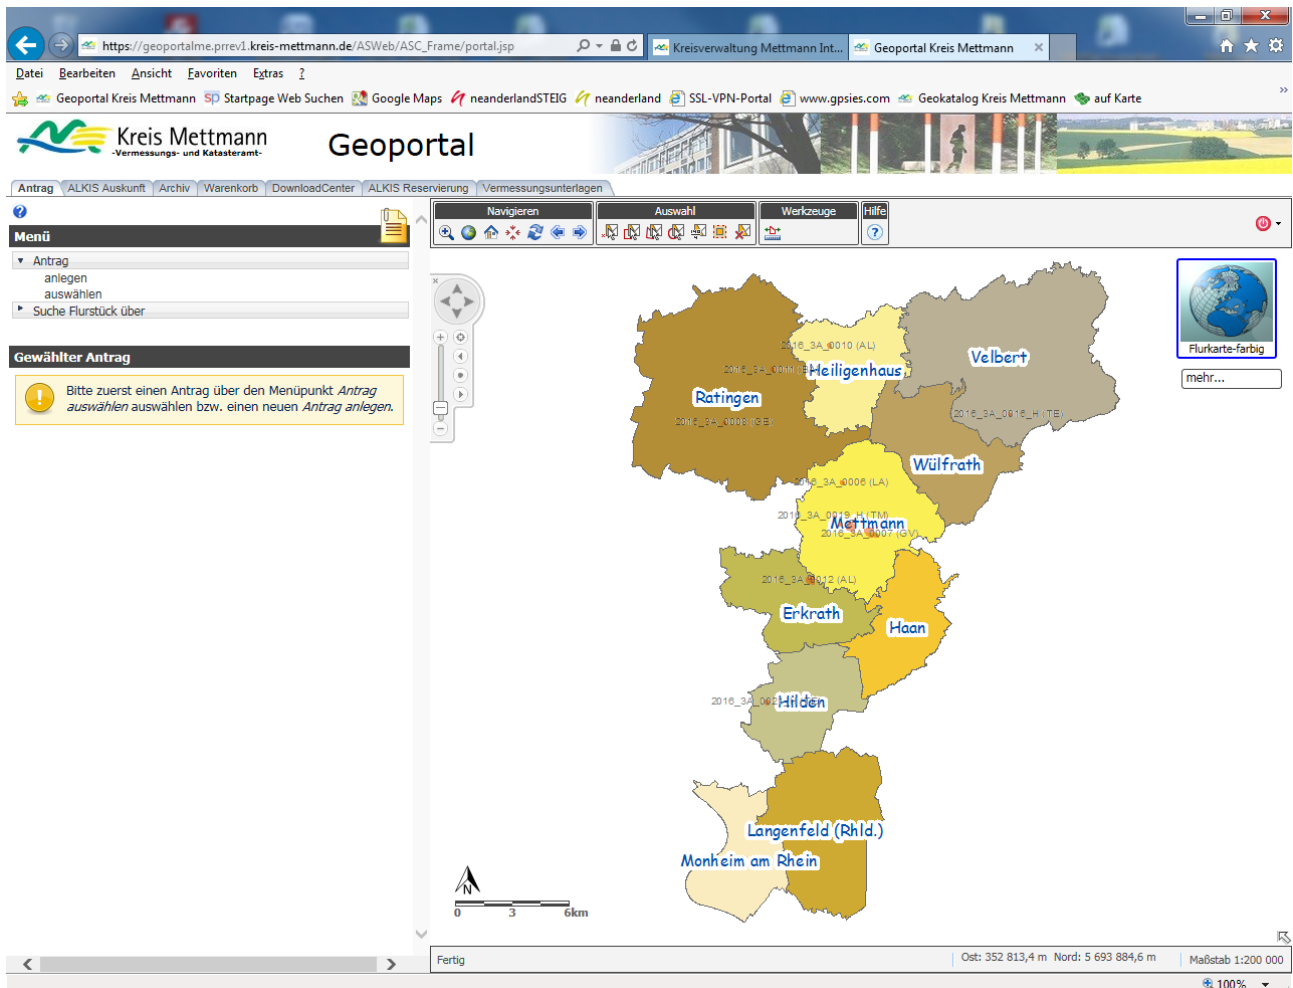 https://geoportalme.prrev1.kreis-mettmann.de/ASWeb/ASC_Frame/portal.jsp
Kreisverwaltung Mettmann Int...
Geoportal Kreis Mettmann
Datei Bearbeiten Ansicht Favoriten Extras ?
Geoportal Kreis Mettmann Startpage Web Suchen Google Maps neanderlandSTEIG neanderland SSL-VPN-Portal www.gpsies.com Geokatalog Kreis Mettmann auf Karte
Kreis Mettmann
-Vermessungs- und Katasteramt-
Geoportal
Antrag ALKIS Auskunft Archiv Warenkorb DownloadCenter ALKIS Reservierung Vermessungsunterlagen
Navigieren Auswahl Werkzeuge Hilfe
Menü
Antrag
anlegen
auswählen
Suche Flurstück über
Gewählter Antrag
Bitte zuerst einen Antrag über den Menüpunkt Antrag
auswählen auswählen bzw. einen neuen Antrag anlegen.
Flurkarte-farbig
mehr...
2016_3A_0010 (AL)
Velbert
Heiligenhaus
Ratingen
2016_3A_0016_H (TE)
2016_3A_0008 (GE)
Wülfrath
2016_3A_0006 (LA)
2016_3A_0019_H (TM)
Mettmann
2016_3A_0007 (GV)
2016_3A_0012 (AL)
Erkrath
Haan
Hilden
Langenfeld (Rhld.)
Monheim am Rhein
N
0 3 6km
Fertig
Ost: 352 813,4 m Nord: 5 693 884,6 m
Maßstab 1:200 000
100%